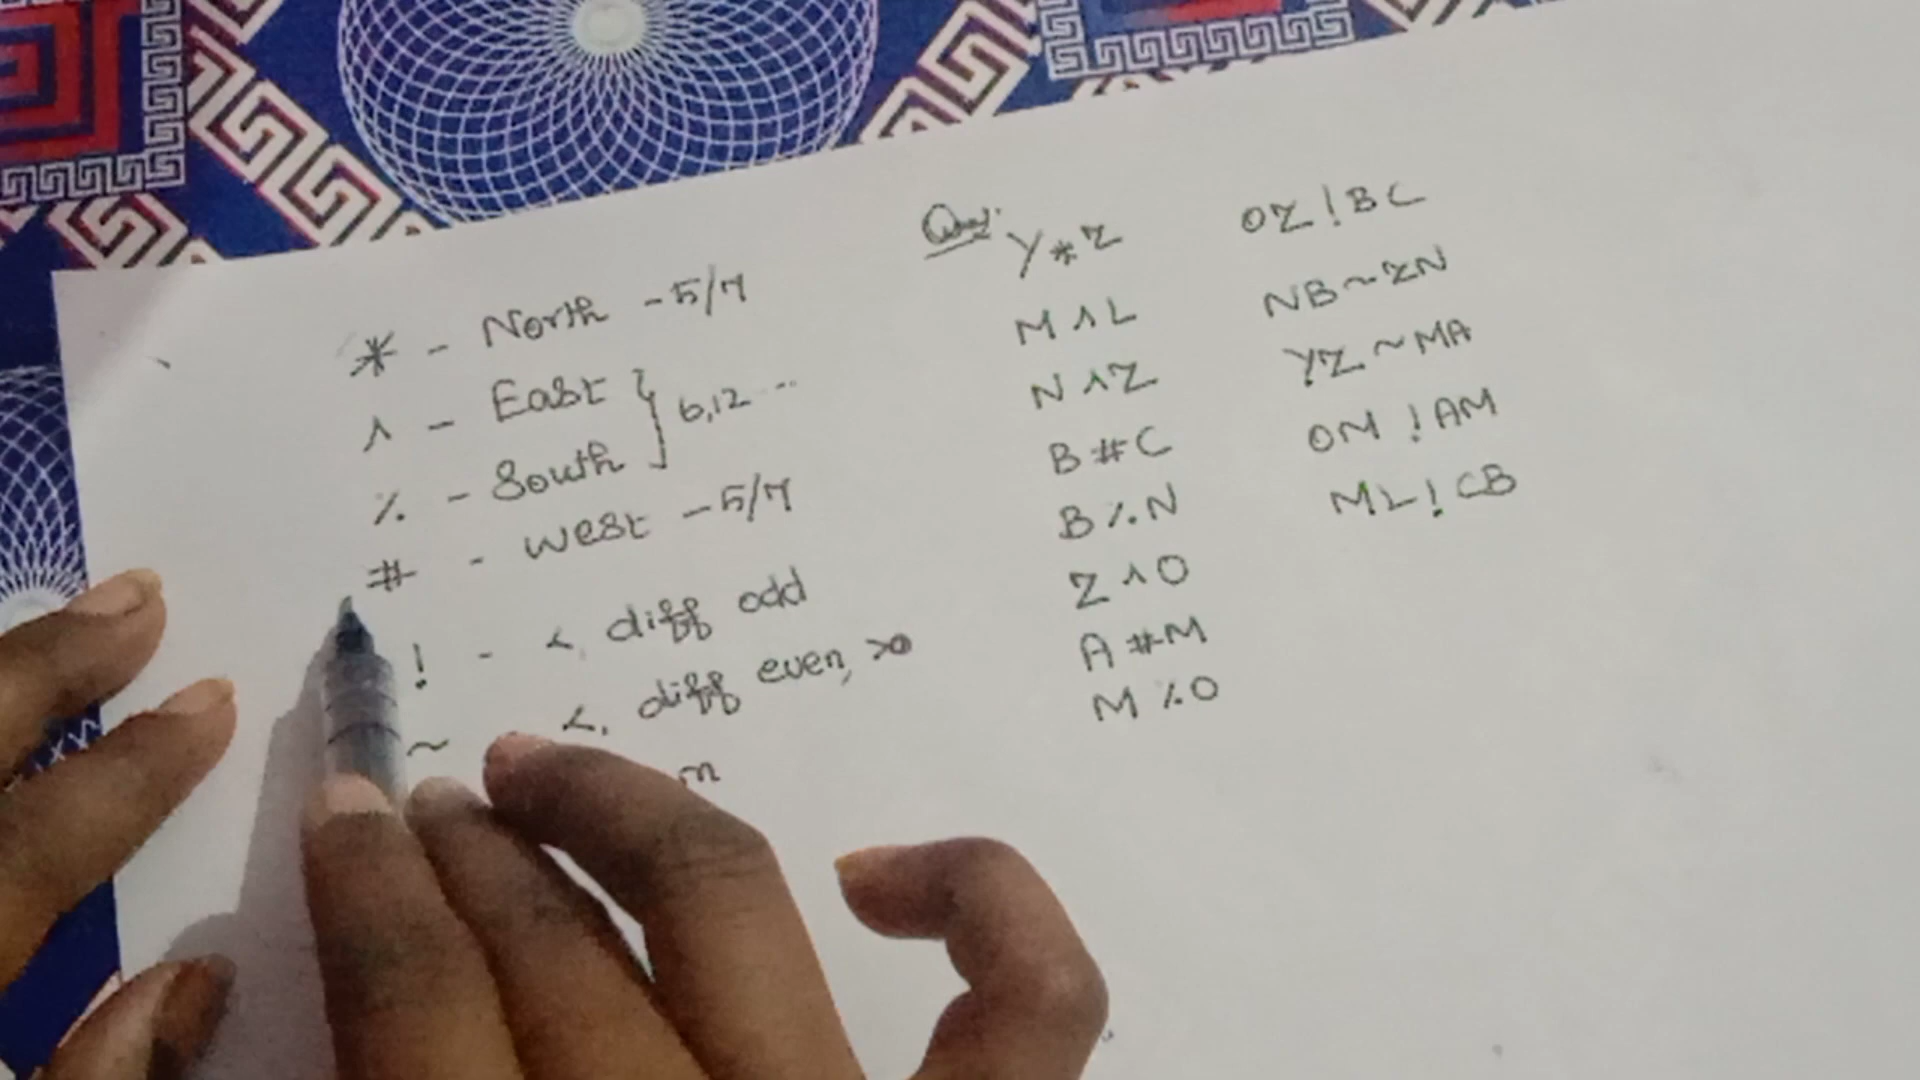 * - North - 5/7
^ - East } 6,12 ..
% - South
# - west - 5/7
! - <, diff odd
~ <, diff even, >0
m
Ques:
Y * Z
M ^ L
N ^ Z
B # C
B % N
Z ^ O
A # M
M % O
OZ ! BC
NB ~ ZN
YZ ~ MA
OM ! AM
ML ! CB